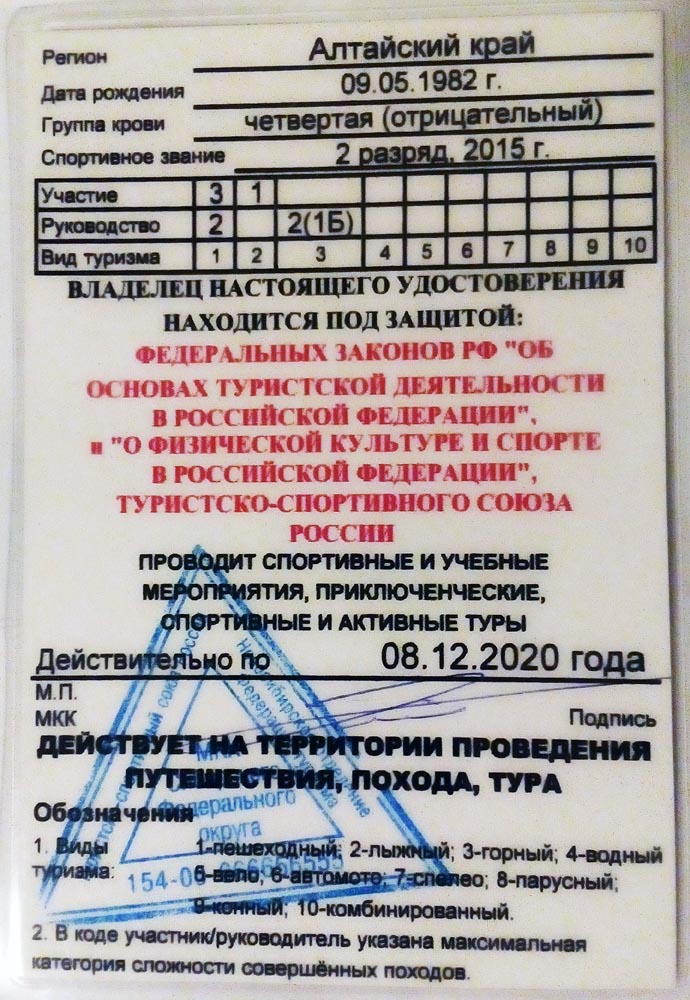 Регион Алтайский край
Дата рождения 09.05.1982 г.
Группа крови четвертая (отрицательный)
Спортивное звание 2 разряд, 2015 г.
Участие 3 1
Руководство 2 2(1Б)
Вид туризма 1 2 3 4 5 6 7 8 9 10
ВЛАДЕЛЕЦ НАСТОЯЩЕГО УДОСТОВЕРЕНИЯ
НАХОДИТСЯ ПОД ЗАЩИТОЙ:
ФЕДЕРАЛЬНЫХ ЗАКОНОВ РФ "ОБ
ОСНОВАХ ТУРИСТСКОЙ ДЕЯТЕЛЬНОСТИ
В РОССИЙСКОЙ ФЕДЕРАЦИИ",
и "О ФИЗИЧЕСКОЙ КУЛЬТУРЕ И СПОРТЕ
В РОССИЙСКОЙ ФЕДЕРАЦИИ",
ТУРИСТСКО-СПОРТИВНОГО СОЮЗА
РОССИИ
ПРОВОДИТ СПОРТИВНЫЕ И УЧЕБНЫЕ
МЕРОПРИЯТИЯ, ПРИКЛЮЧЕНЧЕСКИЕ,
СПОРТИВНЫЕ И АКТИВНЫЕ ТУРЫ
Действительно по 08.12.2020 года
М.П.
МКК Подпись
ДЕЙСТВУЕТ НА ТЕРРИТОРИИ ПРОВЕДЕНИЯ
ПУТЕШЕСТВИЯ, ПОХОДА, ТУРА
Федерального
округа
Обозначения
1. Виды 1-пешеходный; 2-лыжный; 3-горный; 4-водный
туризма: 5-вело; 6-автомото; 7-спелео; 8-парусный;
9-конный; 10-комбинированный.
2. В коде участник/руководитель указана максимальная
категория сложности совершённых походов.